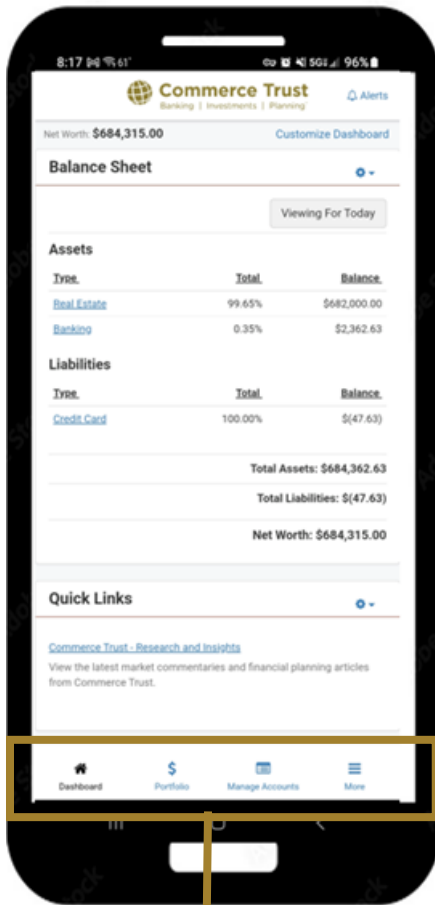 8:17 61° 5G 96%
Commerce Trust
Banking | Investments | Planning
Alerts
Net Worth: $684,315.00 Customize Dashboard
Balance Sheet
Viewing For Today
Assets
Type Total Balance
Real Estate 99.65% $682,000.00
Banking 0.35% $2,362.63
Liabilities
Type Total Balance
Credit Card 100.00% $(47.63)
Total Assets: $684,362.63
Total Liabilities: $(47.63)
Net Worth: $684,315.00
Quick Links
Commerce Trust - Research and Insights
View the latest market commentaries and financial planning articles
from Commerce Trust.
Dashboard Portfolio Manage Accounts More